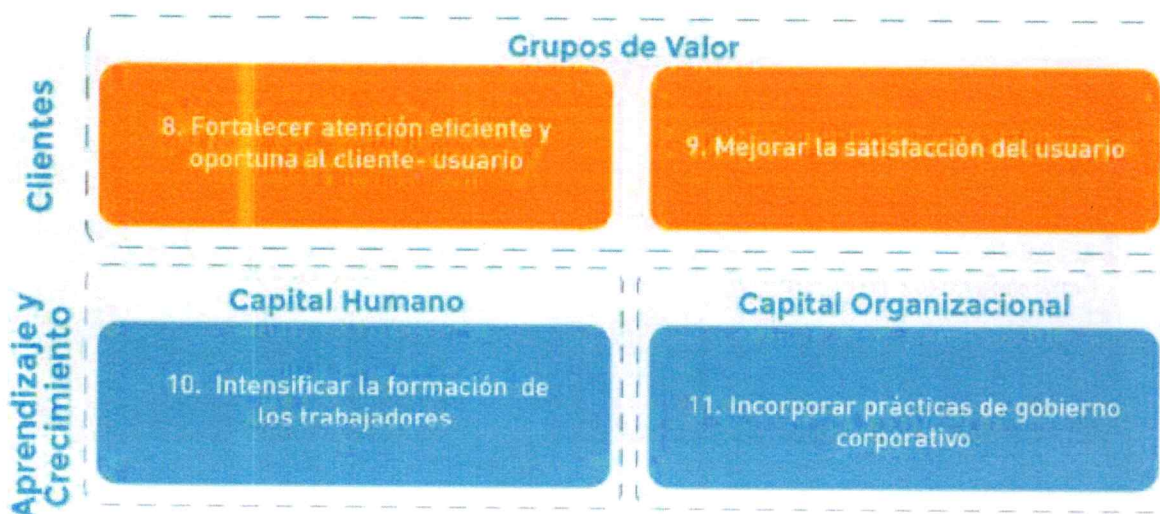 Clientes
Grupos de Valor
8. Fortalecer atención eficiente y
oportuna al cliente- usuario
9. Mejorar la satisfacción del usuario
Aprendizaje y
Crecimiento
Capital Humano
10. Intensificar la formación de
los trabajadores
Capital Organizacional
11. Incorporar prácticas de gobierno
corporativo